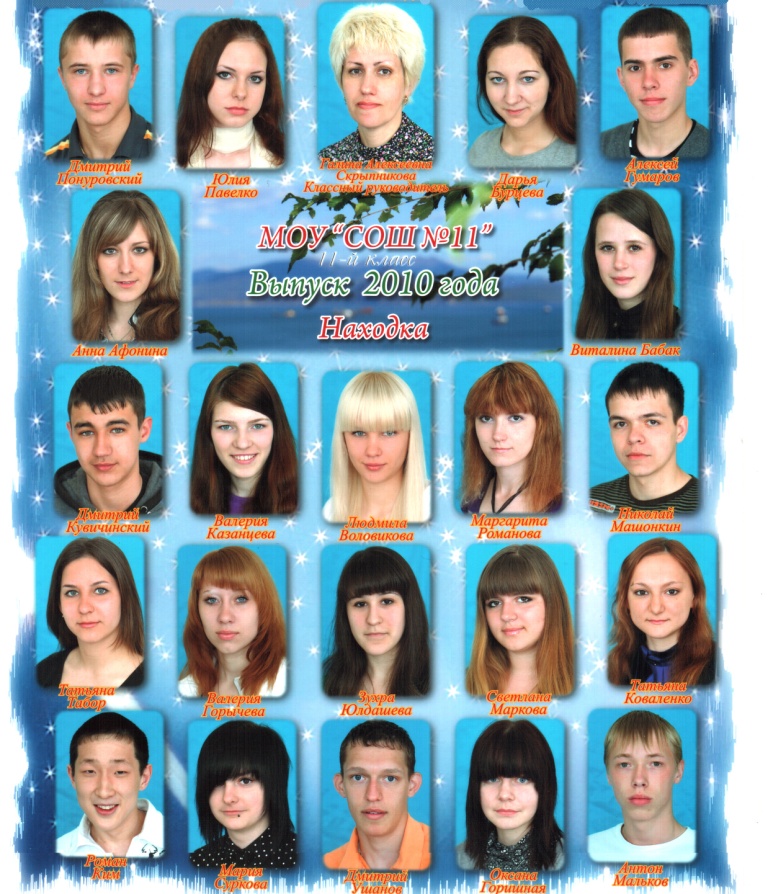 Дмитрий
Понуровский
Юлия
Павелко
Галина Алексеевна
Скрыпникова
Классный руководитель
Дарья
Бурцева
Алексей
Гумаров
МОУ “СОШ №11”
11-й класс
Выпуск 2010 года
Находка
Анна Афонина
Виталина Бабак
Дмитрий
Кувичинский
Валерия
Казанцева
Людмила
Воловикова
Маргарита
Романова
Николай
Машонкин
Татьяна
Табор
Валерия
Горычева
Зухра
Юлдашева
Светлана
Маркова
Татьяна
Коваленко
Роман
Ким
Мария
Суркова
Дмитрий
Ушанов
Оксана
Антон
Мальков